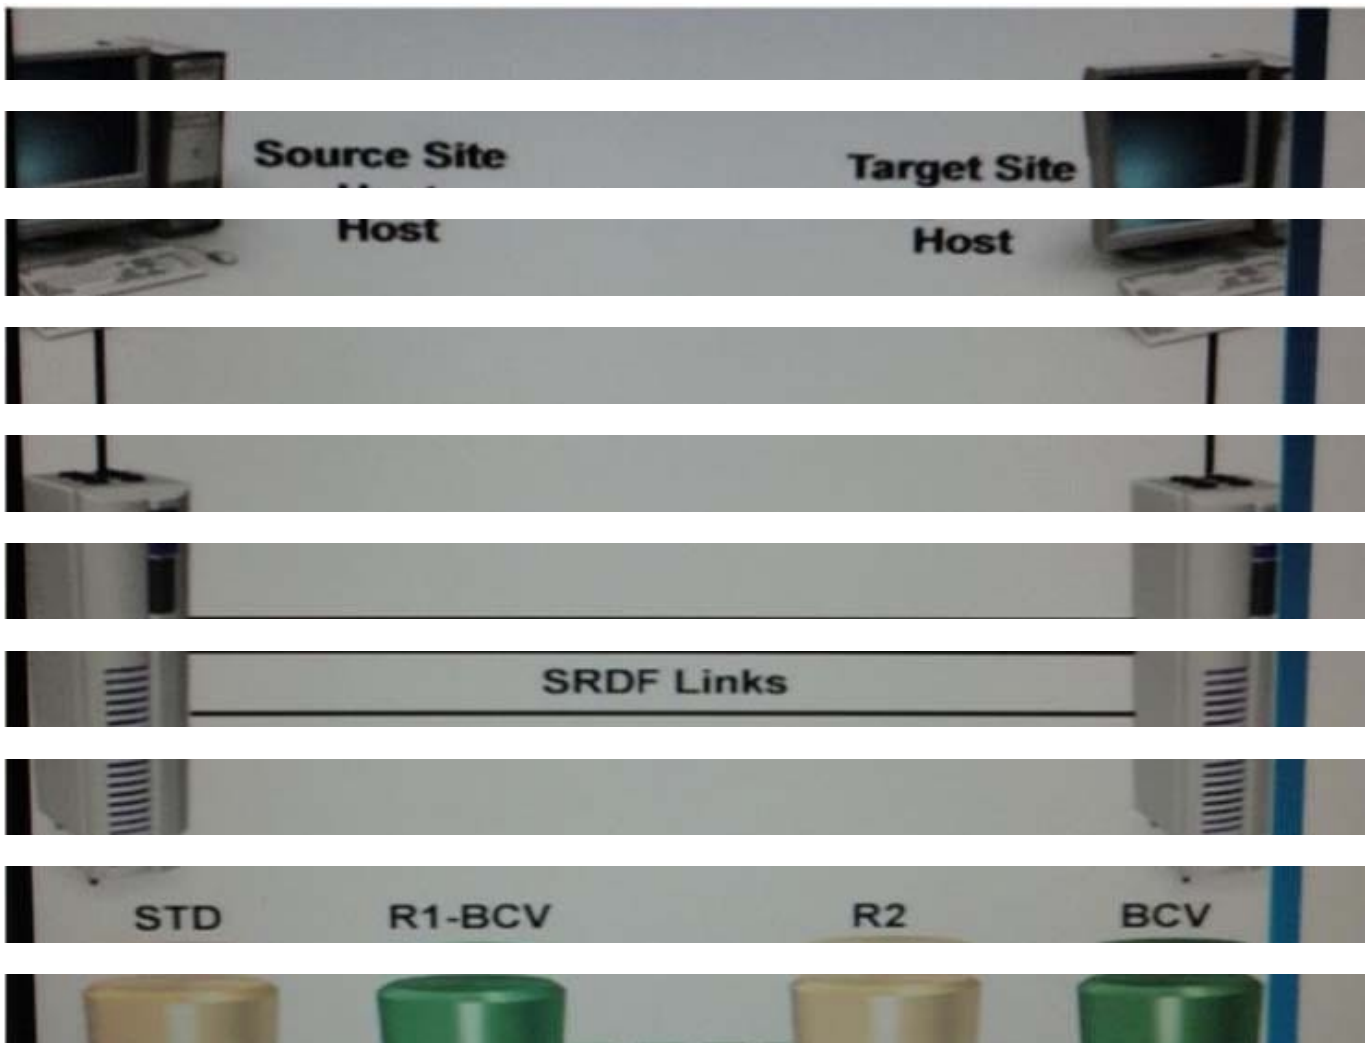 Source Site
Host
Target Site
Host
SRDF Links
STD R1-BCV R2 BCV